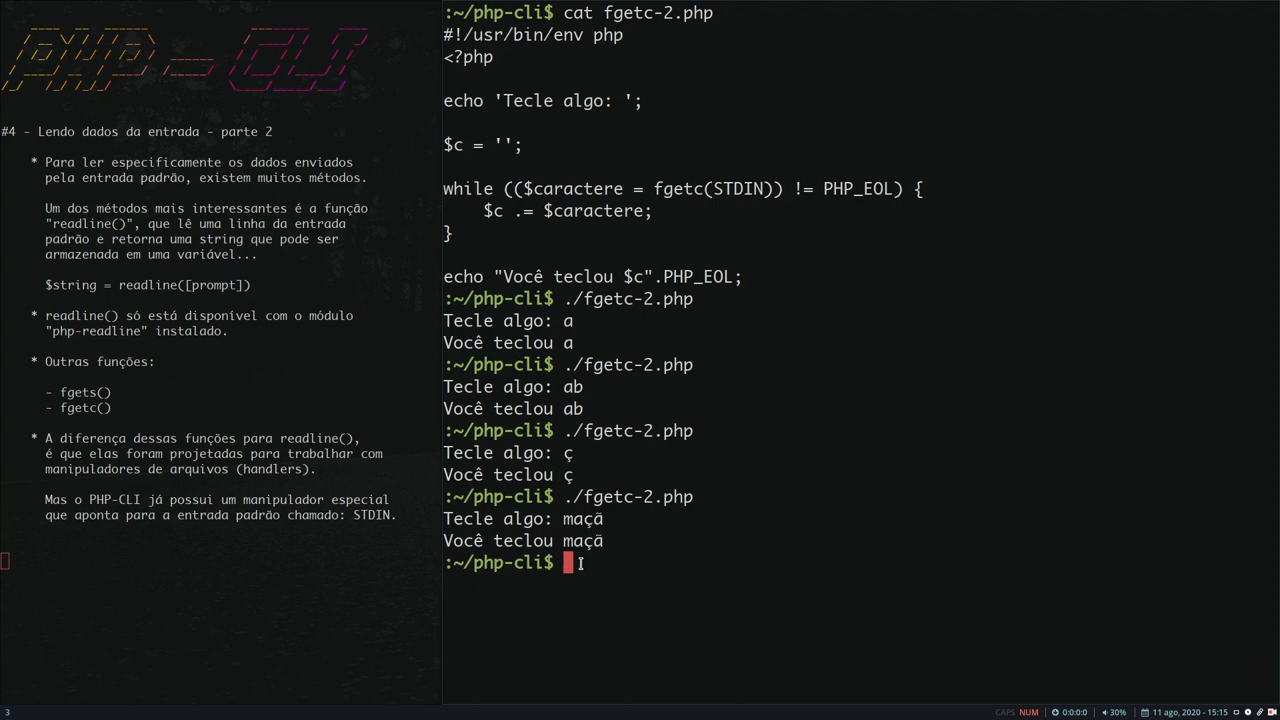 PHP-CLI
#4 - Lendo dados da entrada - parte 2
* Para ler especificamente os dados enviados
pela entrada padrão, existem muitos métodos.
Um dos métodos mais interessantes é a função
"readline()", que lê uma linha da entrada
padrão e retorna uma string que pode ser
armazenada em uma variável...
$string = readline([prompt])
* readline() só está disponível com o módulo
"php-readline" instalado.
* Outras funções:
- fgets()
- fgetc()
* A diferença dessas funções para readline(),
é que elas foram projetadas para trabalhar com
manipuladores de arquivos (handlers).
Mas o PHP-CLI já possui um manipulador especial
que aponta para a entrada padrão chamado: STDIN.
:~/php-cli$ cat fgetc-2.php
#!/usr/bin/env php
<?php
echo 'Tecle algo: ';
$c = '';
while (($caractere = fgetc(STDIN)) != PHP_EOL) {
$c .= $caractere;
}
echo "Você teclou $c".PHP_EOL;
:~/php-cli$ ./fgetc-2.php
Tecle algo: a
Você teclou a
:~/php-cli$ ./fgetc-2.php
Tecle algo: ab
Você teclou ab
:~/php-cli$ ./fgetc-2.php
Tecle algo: ç
Você teclou ç
:~/php-cli$ ./fgetc-2.php
Tecle algo: maçã
Você teclou maçã
:~/php-cli$
3
CAPS NUM 0:0:0:0 30% 11 ago, 2020 - 15:15